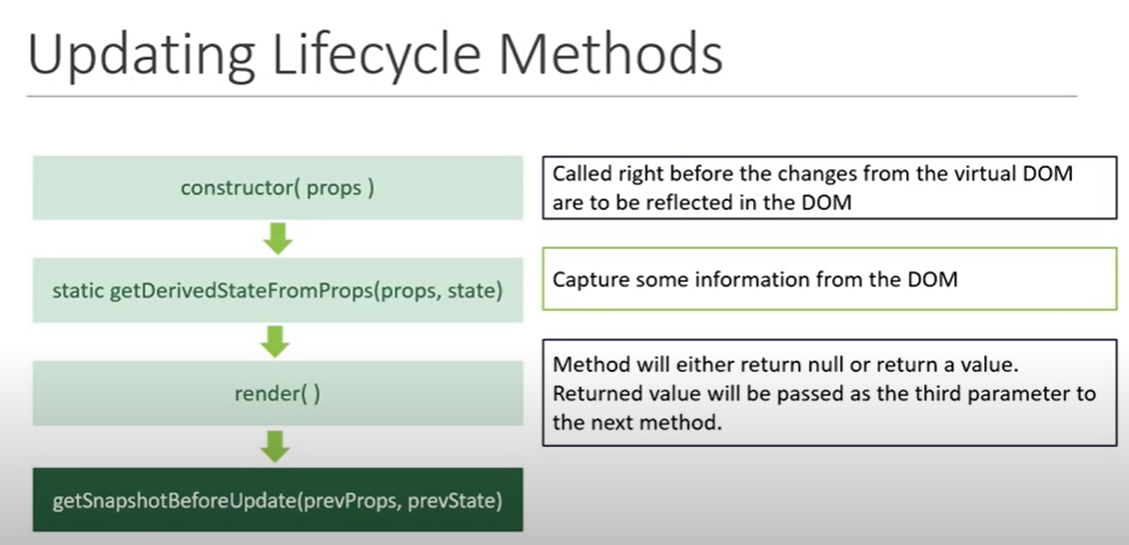 Updating Lifecycle Methods
constructor( props )
static getDerivedStateFromProps(props, state)
render( )
getSnapshotBeforeUpdate(prevProps, prevState)
Called right before the changes from the virtual DOM
are to be reflected in the DOM
Capture some information from the DOM
Method will either return null or return a value.
Returned value will be passed as the third parameter to
the next method.